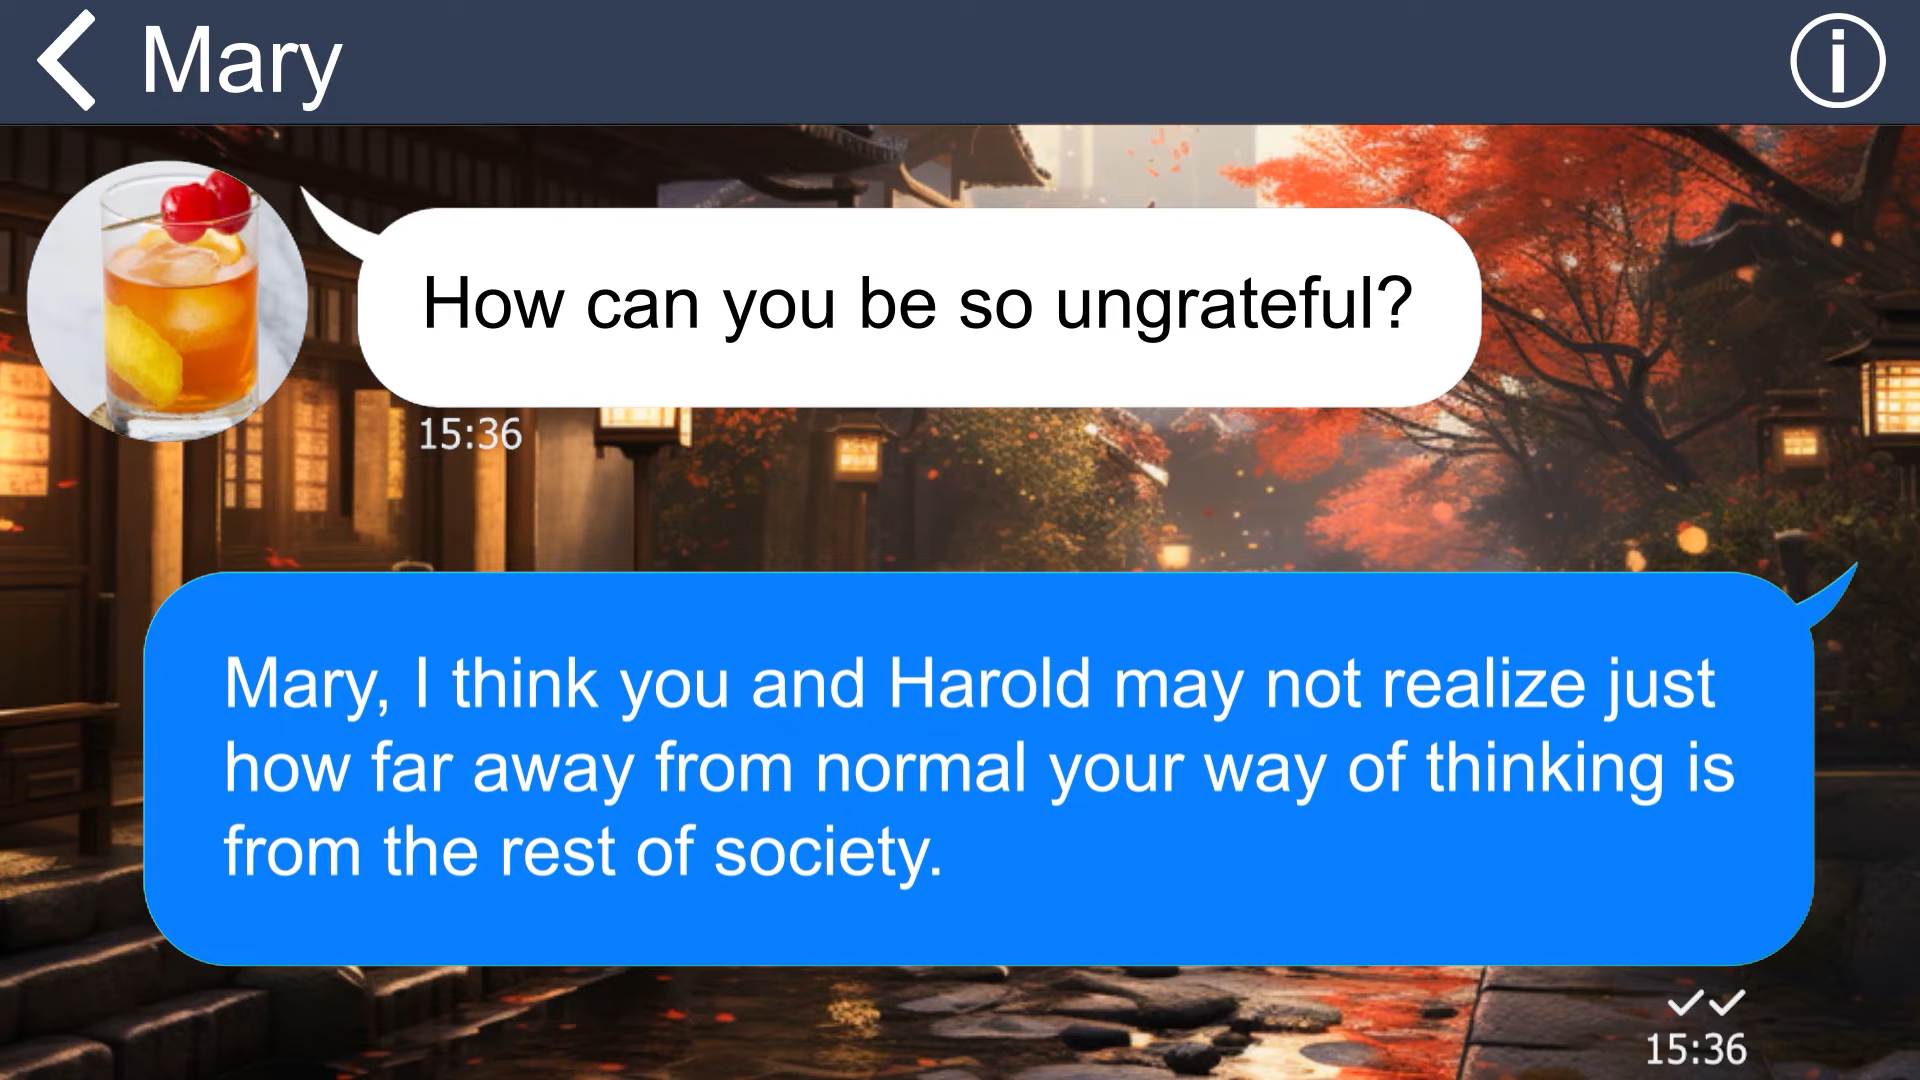 Mary
How can you be so ungrateful?
15:36
Mary, I think you and Harold may not realize just
how far away from normal your way of thinking is
from the rest of society.
15:36